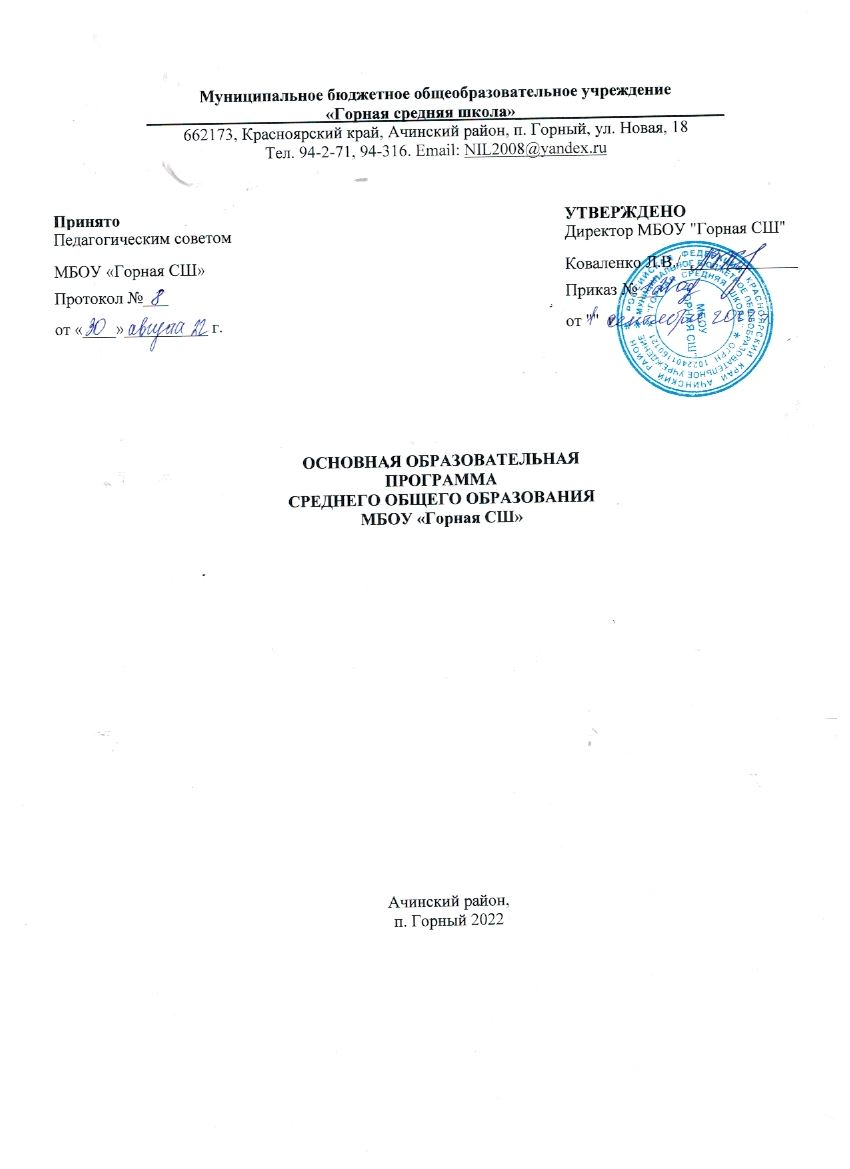 Муниципальное бюджетное общеобразовательное учреждение
«Горная средняя школа»
662173, Красноярский край, Ачинский район, п. Горный, ул. Новая, 18
Тел. 94-2-71, 94-316. Email: NIL2008@yandex.ru
Принято
Педагогическим советом
МБОУ «Горная СШ»
Протокол № 8
от «30» августа 22 г.
УТВЕРЖДЕНО
Директор МБОУ "Горная СШ"
Коваленко Л.В./
Приказ №
от " " сентября
МБОУ
ОСНОВНАЯ ОБРАЗОВАТЕЛЬНАЯ
ПРОГРАММА
СРЕДНЕГО ОБЩЕГО ОБРАЗОВАНИЯ
МБОУ «Горная СШ»
Ачинский район,
п. Горный 2022